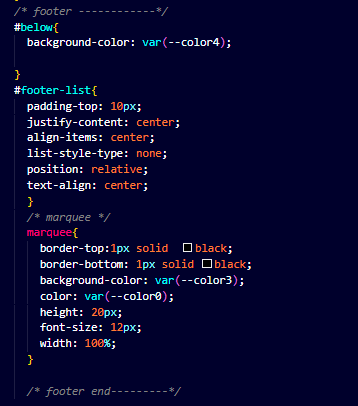 /* footer ------------*/
#below{
background-color: var(--color4);
}
#footer-list{
padding-top: 10px;
justify-content: center;
align-items: center;
list-style-type: none;
position: relative;
text-align: center;
}
/* marquee */
marquee{
border-top:1px solid black;
border-bottom: 1px solid black;
background-color: var(--color3);
color: var(--color0);
height: 20px;
font-size: 12px;
width: 100%;
}
/* footer end---------*/